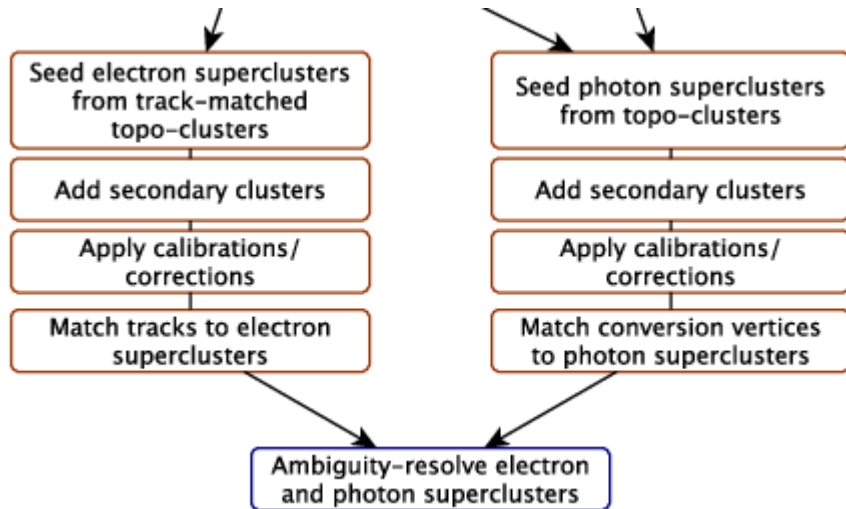 Seed electron superclusters
from track-matched
topo-clusters
Add secondary clusters
Apply calibrations/
corrections
Match tracks to electron
superclusters
Seed photon superclusters
from topo-clusters
Add secondary clusters
Apply calibrations/
corrections
Match conversion vertices
to photon superclusters
Ambiguity-resolve electron
and photon superclusters